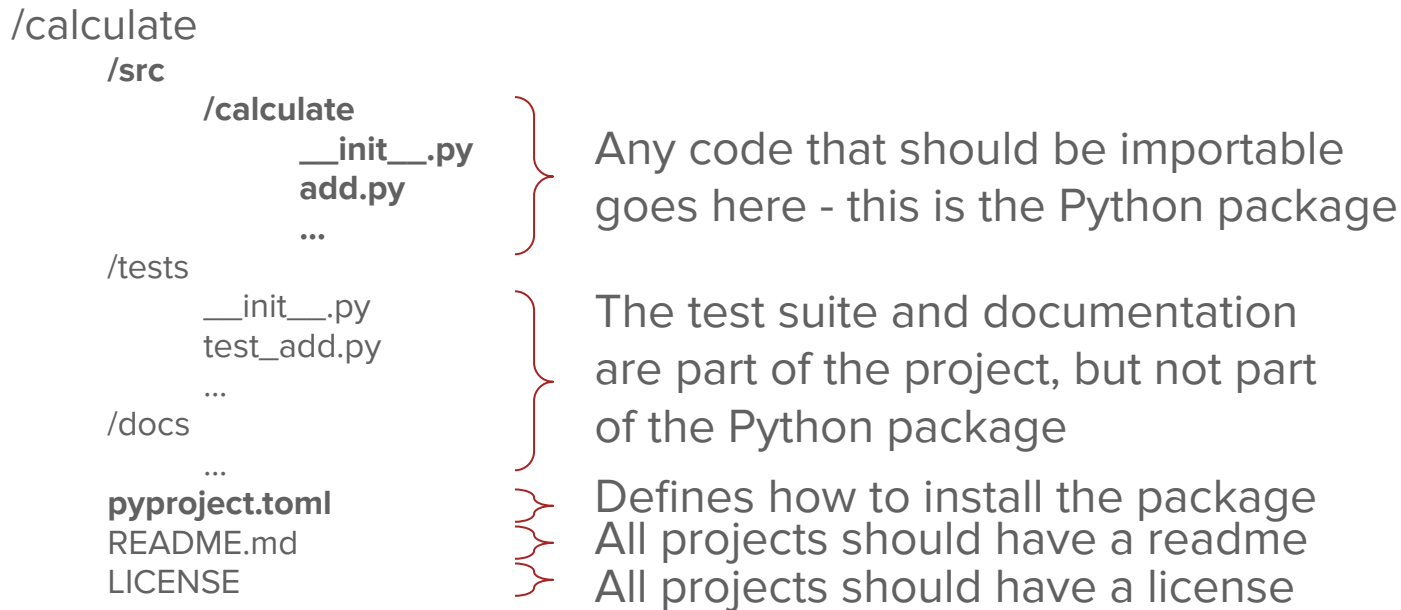 /calculate
/src
/calculate
__init__.py
add.py
...
Any code that should be importable
goes here - this is the Python package
/tests
__init__.py
test_add.py
...
/docs
...
The test suite and documentation
are part of the project, but not part
of the Python package
pyproject.toml
Defines how to install the package
README.md
All projects should have a readme
LICENSE
All projects should have a license